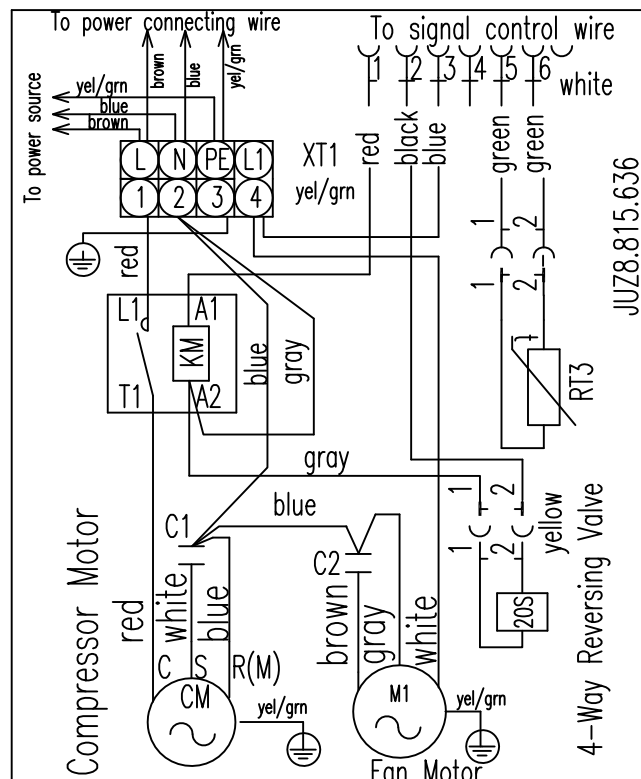 To power connecting wire
To signal control wire
brown
blue
yel/grn
1
2
3
4
5
6
white
yel/grn
blue
brown
To power source
L
N
PE
L1
XT1
1
2
3
4
yel/grn
red
black
blue
green
green
JUZ8.815.636
1
2
1
2
red
L1
A1
KM
T1
A2
blue
gray
RT3
gray
1
2
1
2
yellow
20S
4-Way Reversing Valve
C1
blue
C2
Compressor Motor
red
white
blue
brown
gray
white
C
S
R(M)
CM
yel/grn
M1
yel/grn
Fan Motor